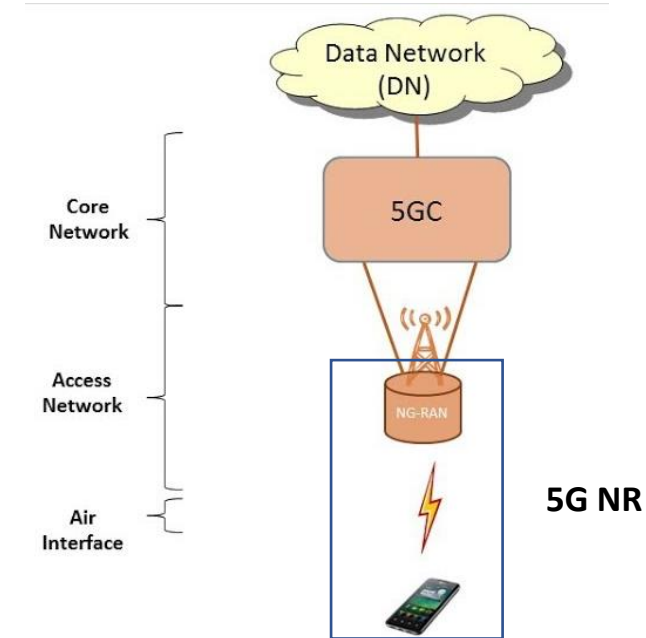 Data Network
(DN)
Core
Network
5GC
Access
Network
NG-RAN
5G NR
Air
Interface